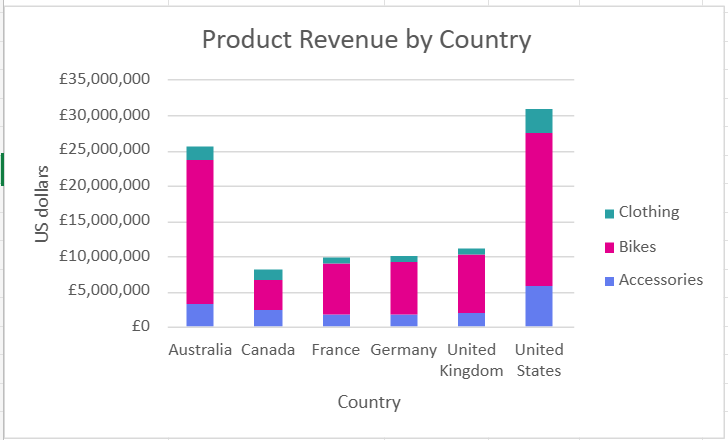 Product Revenue by Country
US dollars
£35,000,000
£30,000,000
£25,000,000
£20,000,000
£15,000,000
£10,000,000
£5,000,000
£0
Australia
Canada
France
Germany
United
Kingdom
United
States
Country
Clothing
Bikes
Accessories